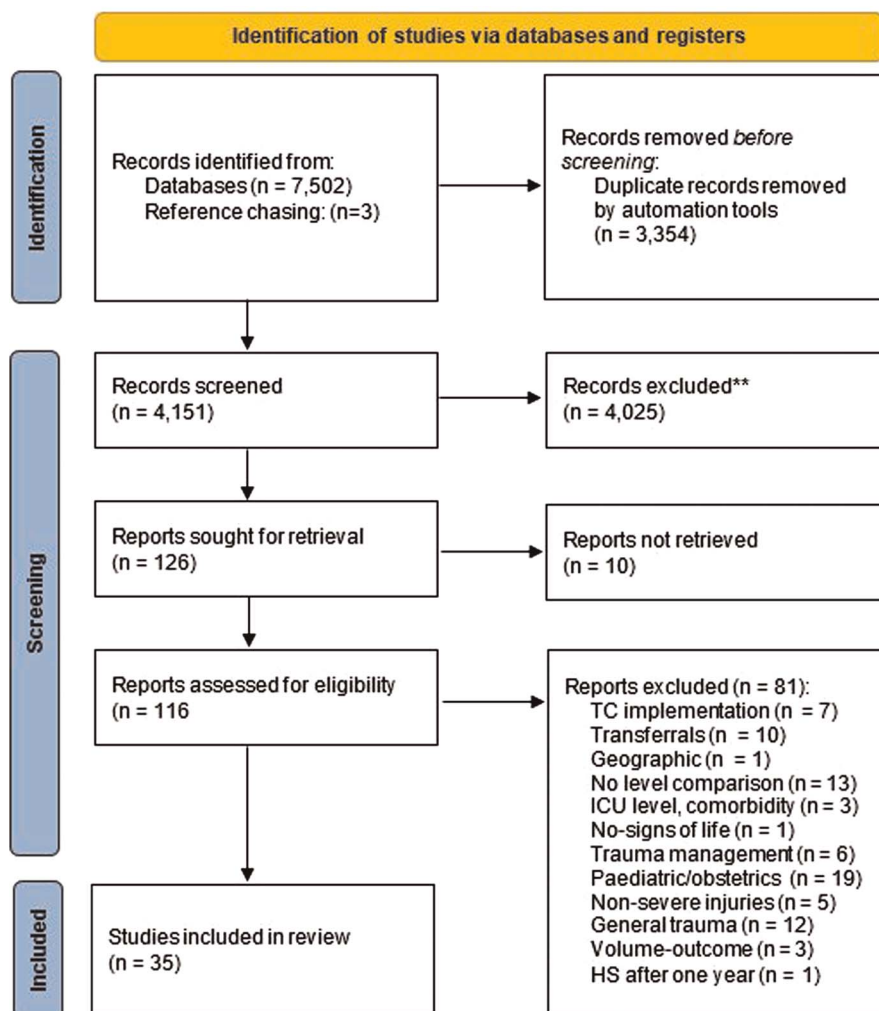 Identification of studies via databases and registers
Identification
Records identified from:
Databases (n = 7,502)
Reference chasing: (n=3)
Records removed before
screening:
Duplicate records removed
by automation tools
(n = 3,354)
Screening
Records screened
(n = 4,151)
Records excluded**
(n = 4,025)
Reports sought for retrieval
(n = 126)
Reports not retrieved
(n = 10)
Reports assessed for eligibility
(n = 116
Reports excluded (n = 81):
TC implementation (n = 7)
Transferrals (n = 10)
Geographic (n = 1)
No level comparison (n = 13)
ICU level, comorbidity (n = 3)
No-signs of life (n = 1)
Trauma management (n = 6)
Paediatric/obstetrics (n = 19)
Non-severe injuries (n = 5)
General trauma (n = 12)
Volume-outcome (n = 3)
HS after one year (n = 1)
Included
Studies included in review
(n = 35)